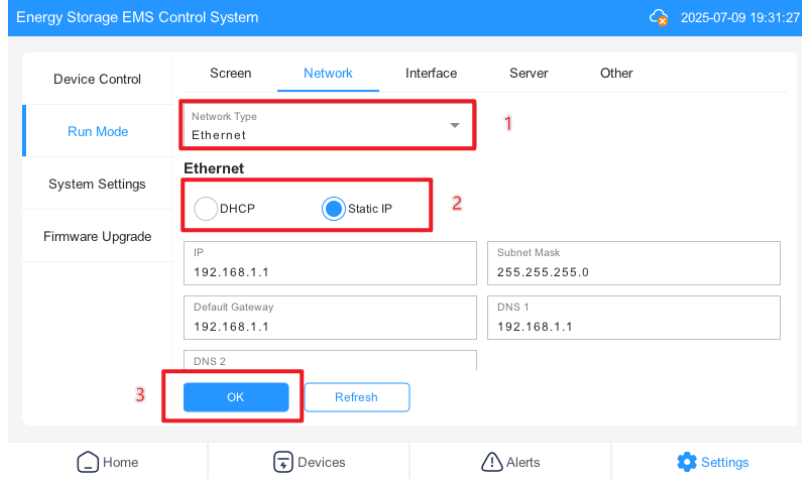 Energy Storage EMS Control System 2025-07-09 19:31:27
Device Control
Run Mode
System Settings
Firmware Upgrade
Screen Network Interface Server Other
Network Type
Ethernet
1
Ethernet
DHCP Static IP
2
IP
192.168.1.1
Subnet Mask
255.255.255.0
Default Gateway
192.168.1.1
DNS 1
192.168.1.1
DNS 2
3
OK Refresh
Home Devices Alerts Settings